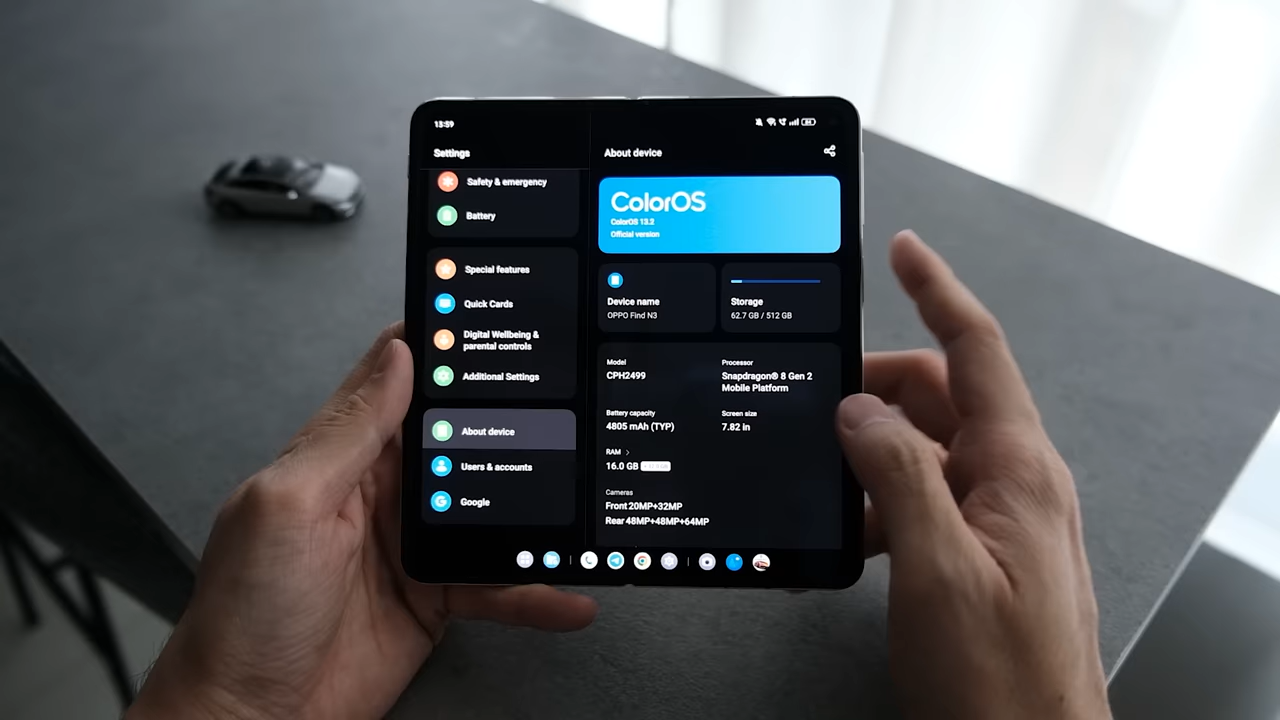 13:59
84
Settings
Safety & emergency
Battery
Special features
Quick Cards
Digital Wellbeing &
parental controls
Additional Settings
About device
Users & accounts
Google
About device
ColorOS
ColorOS 13.2
Official version
Device name
OPPO Find N3
Storage
62.7 GB / 512 GB
Model
CPH2499
Processor
Snapdragon® 8 Gen 2
Mobile Platform
Battery capacity
4805 mAh (TYP)
Screen size
7.82 in
RAM >
16.0 GB
Cameras
Front 20MP+32MP
Rear 48MP+48MP+64MP